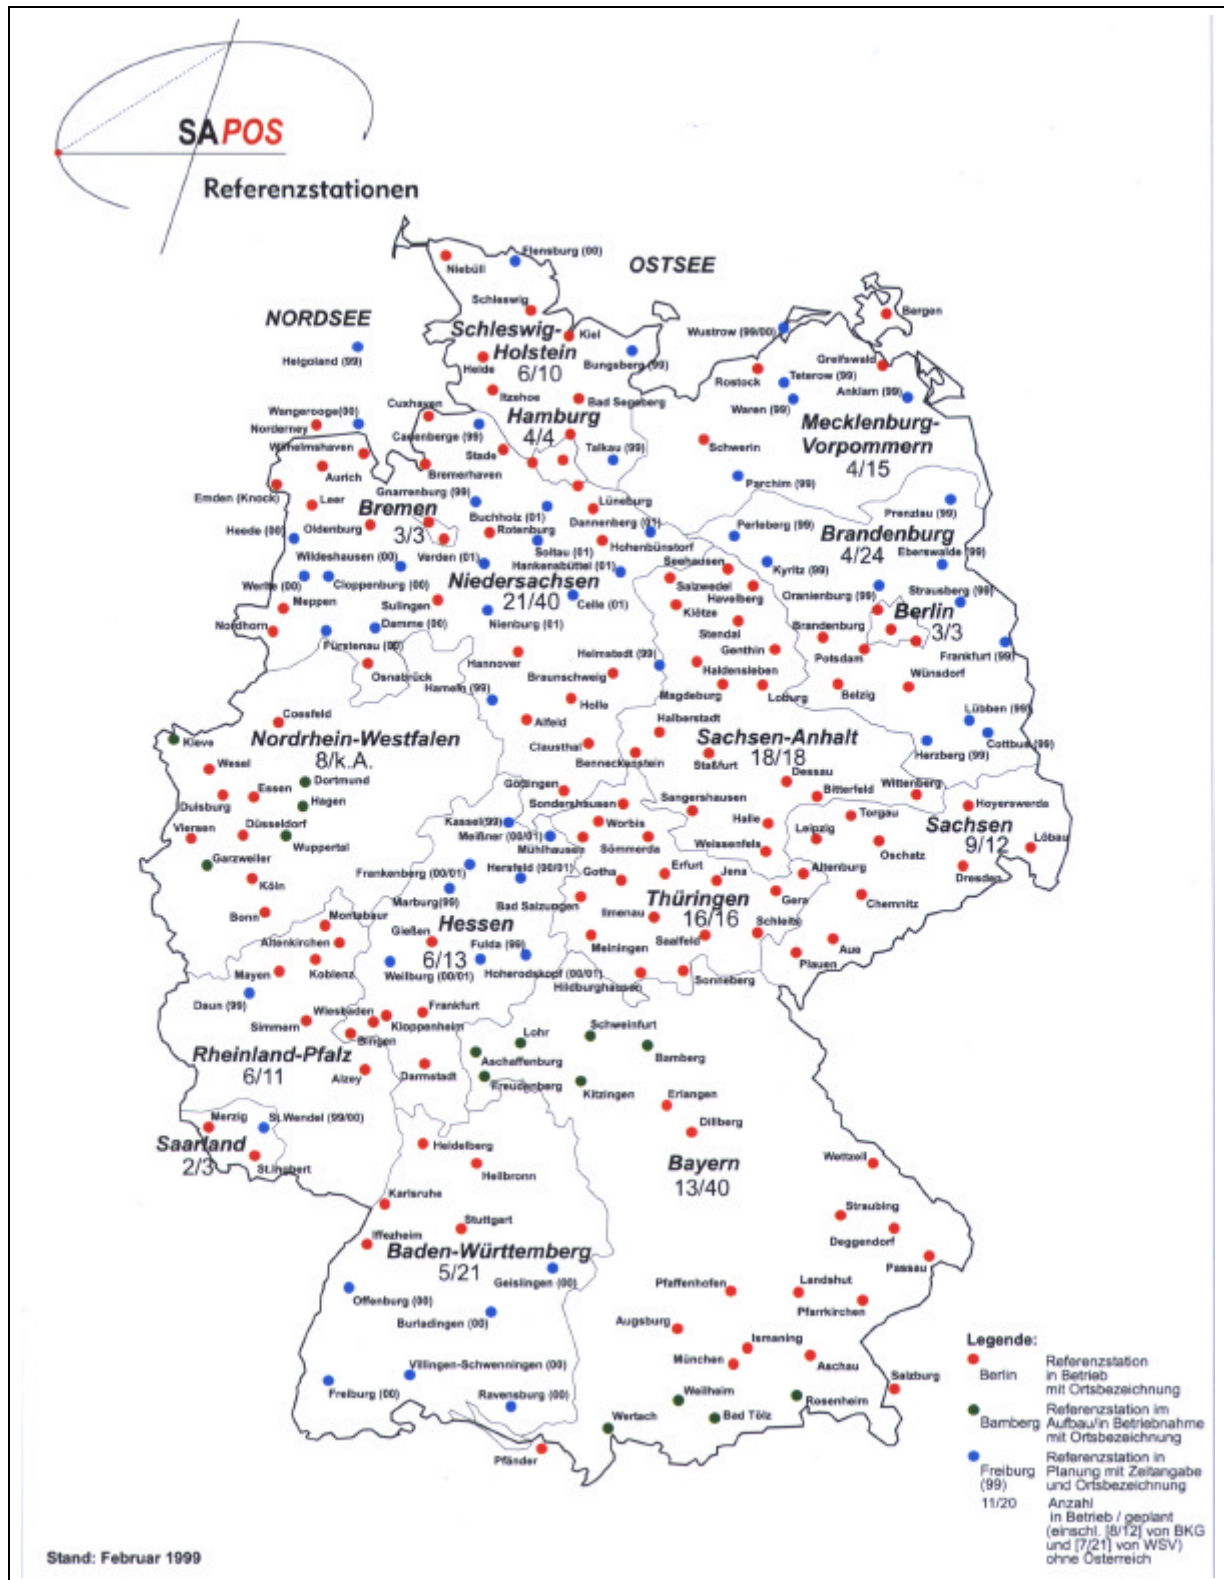 SAPOS
Referenzstationen
OSTSEE
NORDSEE
Flensburg (00)
Niebüll
Schleswig
Schleswig-
Holstein
6/10
Kiel
Heide
Bungsberg (99)
Helgoland (99)
Itzehoe
Bad Segeberg
Wustrow (99/00)
Bergen
Greifswald
Rostock
Teterow (99)
Anklam (99)
Waren (99)
Mecklenburg-
Vorpommern
4/15
Schwerin
Parchim (99)
Cuxhaven
Hamburg
4/4
Wangerooge(00)
Norderney
Cadenberge (99)
Stade
Talkau (99)
Wilhelmshaven
Aurich
Bremerhaven
Emden (Knock)
Leer
Gnarrenburg (99)
Bremen
3/3
Lüneburg
Buchholz (01)
Dannenberg (01)
Heede (00)
Oldenburg
Rotenburg
Hohenbünstorf
Verden (01)
Soltau (01)
Wildeshausen (00)
Hankensbüttel (01)
Werlte (00)
Cloppenburg (00)
Niedersachsen
21/40
Meppen
Sulingen
Celle (01)
Nienburg (01)
Nordhorn
Damme (00)
Fürstenau (00)
Osnabrück
Hannover
Helmstedt (99)
Braunschweig
Hameln (99)
Holle
Alfeld
Clausthal
Göttingen
Prenzlau (99)
Perleberg (99)
Brandenburg
4/24
Eberswalde (99)
Kyritz (99)
Oranienburg (99)
Strausberg (99)
Berlin
3/3
Brandenburg
Potsdam
Frankfurt (99)
Wünsdorf
Belzig
Lübben (99)
Cottbus (99)
Herzberg (99)
Seehausen
Salzwedel
Havelberg
Klötze
Stendal
Genthin
Haldensleben
Magdeburg
Loburg
Halberstadt
Sachsen-Anhalt
18/18
Benneckenstein
Staßfurt
Dessau
Bitterfeld
Wittenberg
Sangershausen
Halle
Weissenfels
Coesfeld
Kleve
Nordrhein-Westfalen
8/k.A.
Wesel
Dortmund
Essen
Hagen
Duisburg
Düsseldorf
Viersen
Wuppertal
Garzweiler
Köln
Bonn
Hoyerswerda
Torgau
Sachsen
9/12
Löbau
Leipzig
Oschatz
Dresden
Chemnitz
Aue
Plauen
Sondershausen
Worbis
Mühlhausen
Sömmerda
Altenburg
Gotha
Erfurt
Jena
Thüringen
16/16
Gera
Bad Salzungen
Ilmenau
Schleitz
Meiningen
Saalfeld
Sonneberg
Hildburghausen
Kassel(99)
Meißner (00/01)
Frankenberg (00/01)
Hersfeld (00/01)
Marburg(99)
Hessen
6/13
Gießen
Fulda (99)
Weilburg (00/01)
Hoherodskopf (00/01)
Frankfurt
Wiesbaden
Kloppenheim
Darmstadt
Montabaur
Altenkirchen
Koblenz
Mayen
Daun (99)
Simmern
Bingen
Rheinland-Pfalz
6/11
Alzey
Merzig
St.Wendel (99/00)
Saarland
2/3
St.Ingbert
Lohr
Schweinfurt
Aschaffenburg
Bamberg
Freudenberg
Kitzingen
Erlangen
Dillberg
Bayern
13/40
Wettzell
Straubing
Deggendorf
Passau
Pfaffenhofen
Landshut
Pfarrkirchen
Augsburg
Ismaning
München
Aschau
Salzburg
Weilheim
Rosenheim
Wertach
Bad Tölz
Heidelberg
Heilbronn
Karlsruhe
Stuttgart
Iffezheim
Baden-Württemberg
5/21
Geislingen (00)
Offenburg (00)
Burladingen (00)
Villingen-Schwenningen (00)
Freiburg (00)
Ravensburg (00)
Pfänder
Legende:
Berlin
Referenzstation
in Betrieb
mit Ortsbezeichnung
Bamberg
Referenzstation im
Aufbau/in Betriebnahme
mit Ortsbezeichnung
Freiburg
(99)
Referenzstation in
Planung mit Zeitangabe
und Ortsbezeichnung
11/20
Anzahl
in Betrieb / geplant
(einschl. [8/12] von BKG
und [7/21] von WSV)
ohne Österreich
Stand: Februar 1999